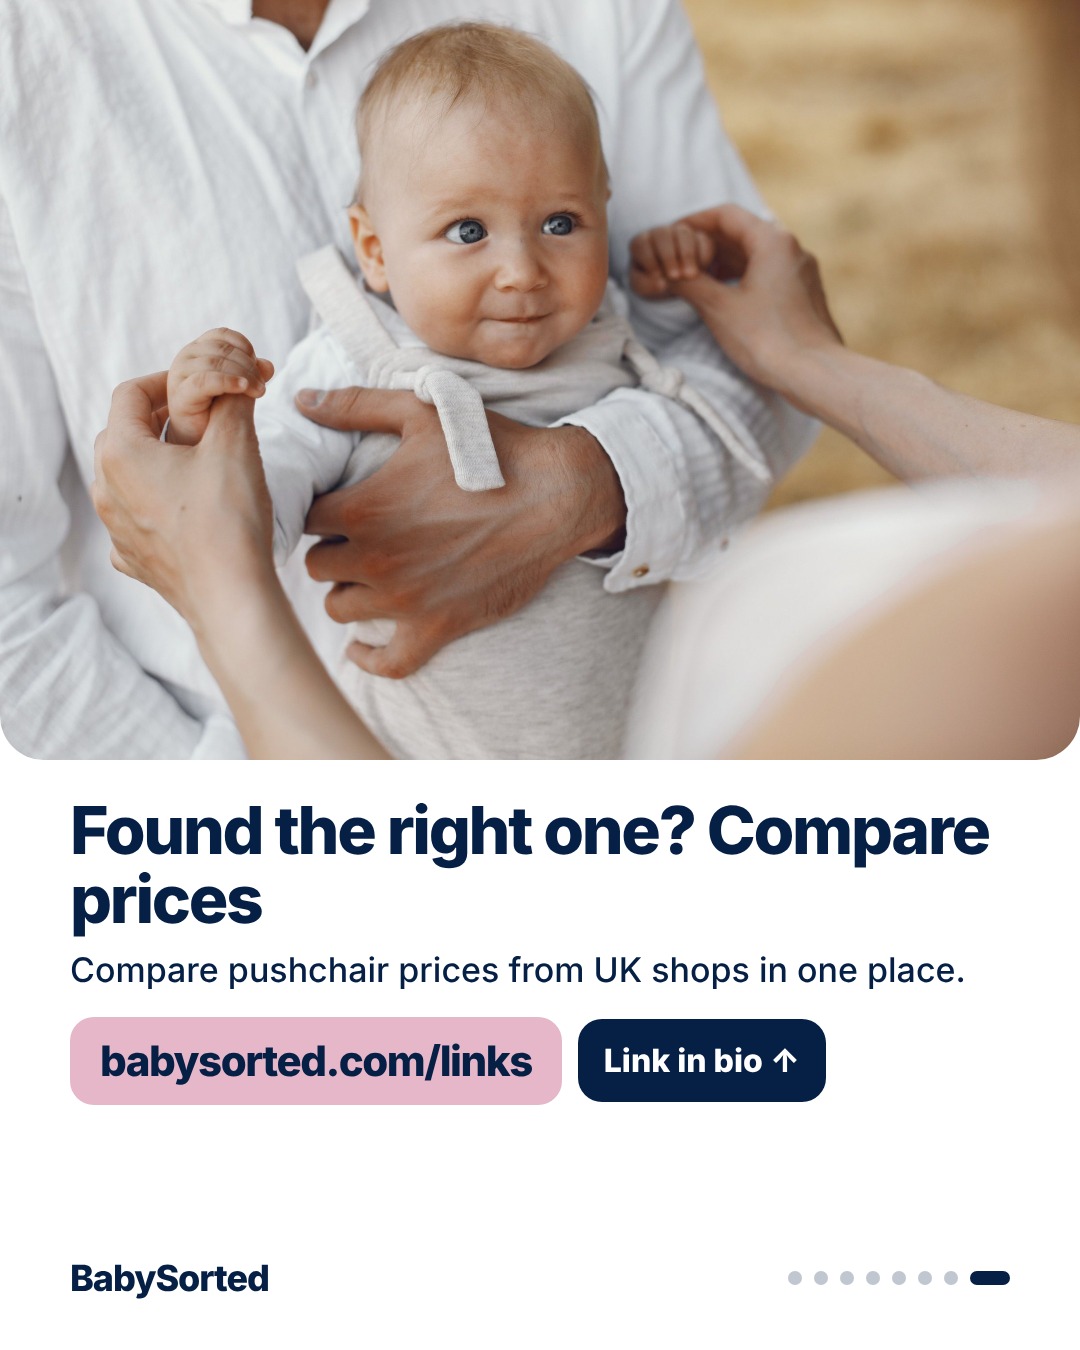 Found the right one? Compare
prices
Compare pushchair prices from UK shops in one place.
babysorted.com/links
Link in bio ↑
BabySorted